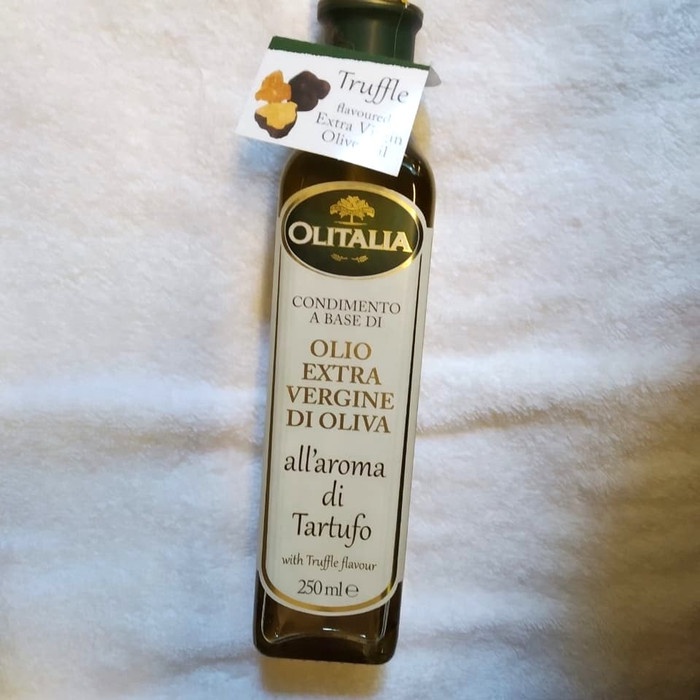 Truffle
flavoured
Extra
Olive
OLITALIA
CONDIMENTO
A BASE DI
OLIO
EXTRA
VERGINE
DI OLIVA
all'aroma
di
Tartufo
with Truffle flavour
250 ml e